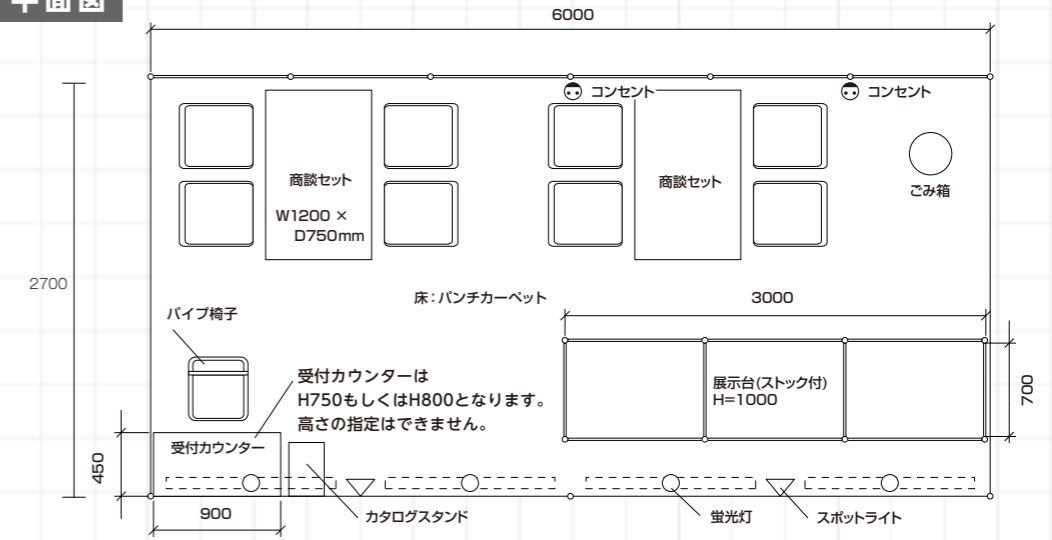 平面図
6000
コンセント
コンセント
商談セット
W1200 ×
D750mm
商談セット
ごみ箱
2700
床：パンチカーペット
3000
パイプ椅子
受付カウンターは
H750もしくはH800となります。
高さの指定はできません。
展示台(ストック付)
H=1000
700
受付カウンター
450
900
カタログスタンド
蛍光灯
スポットライト